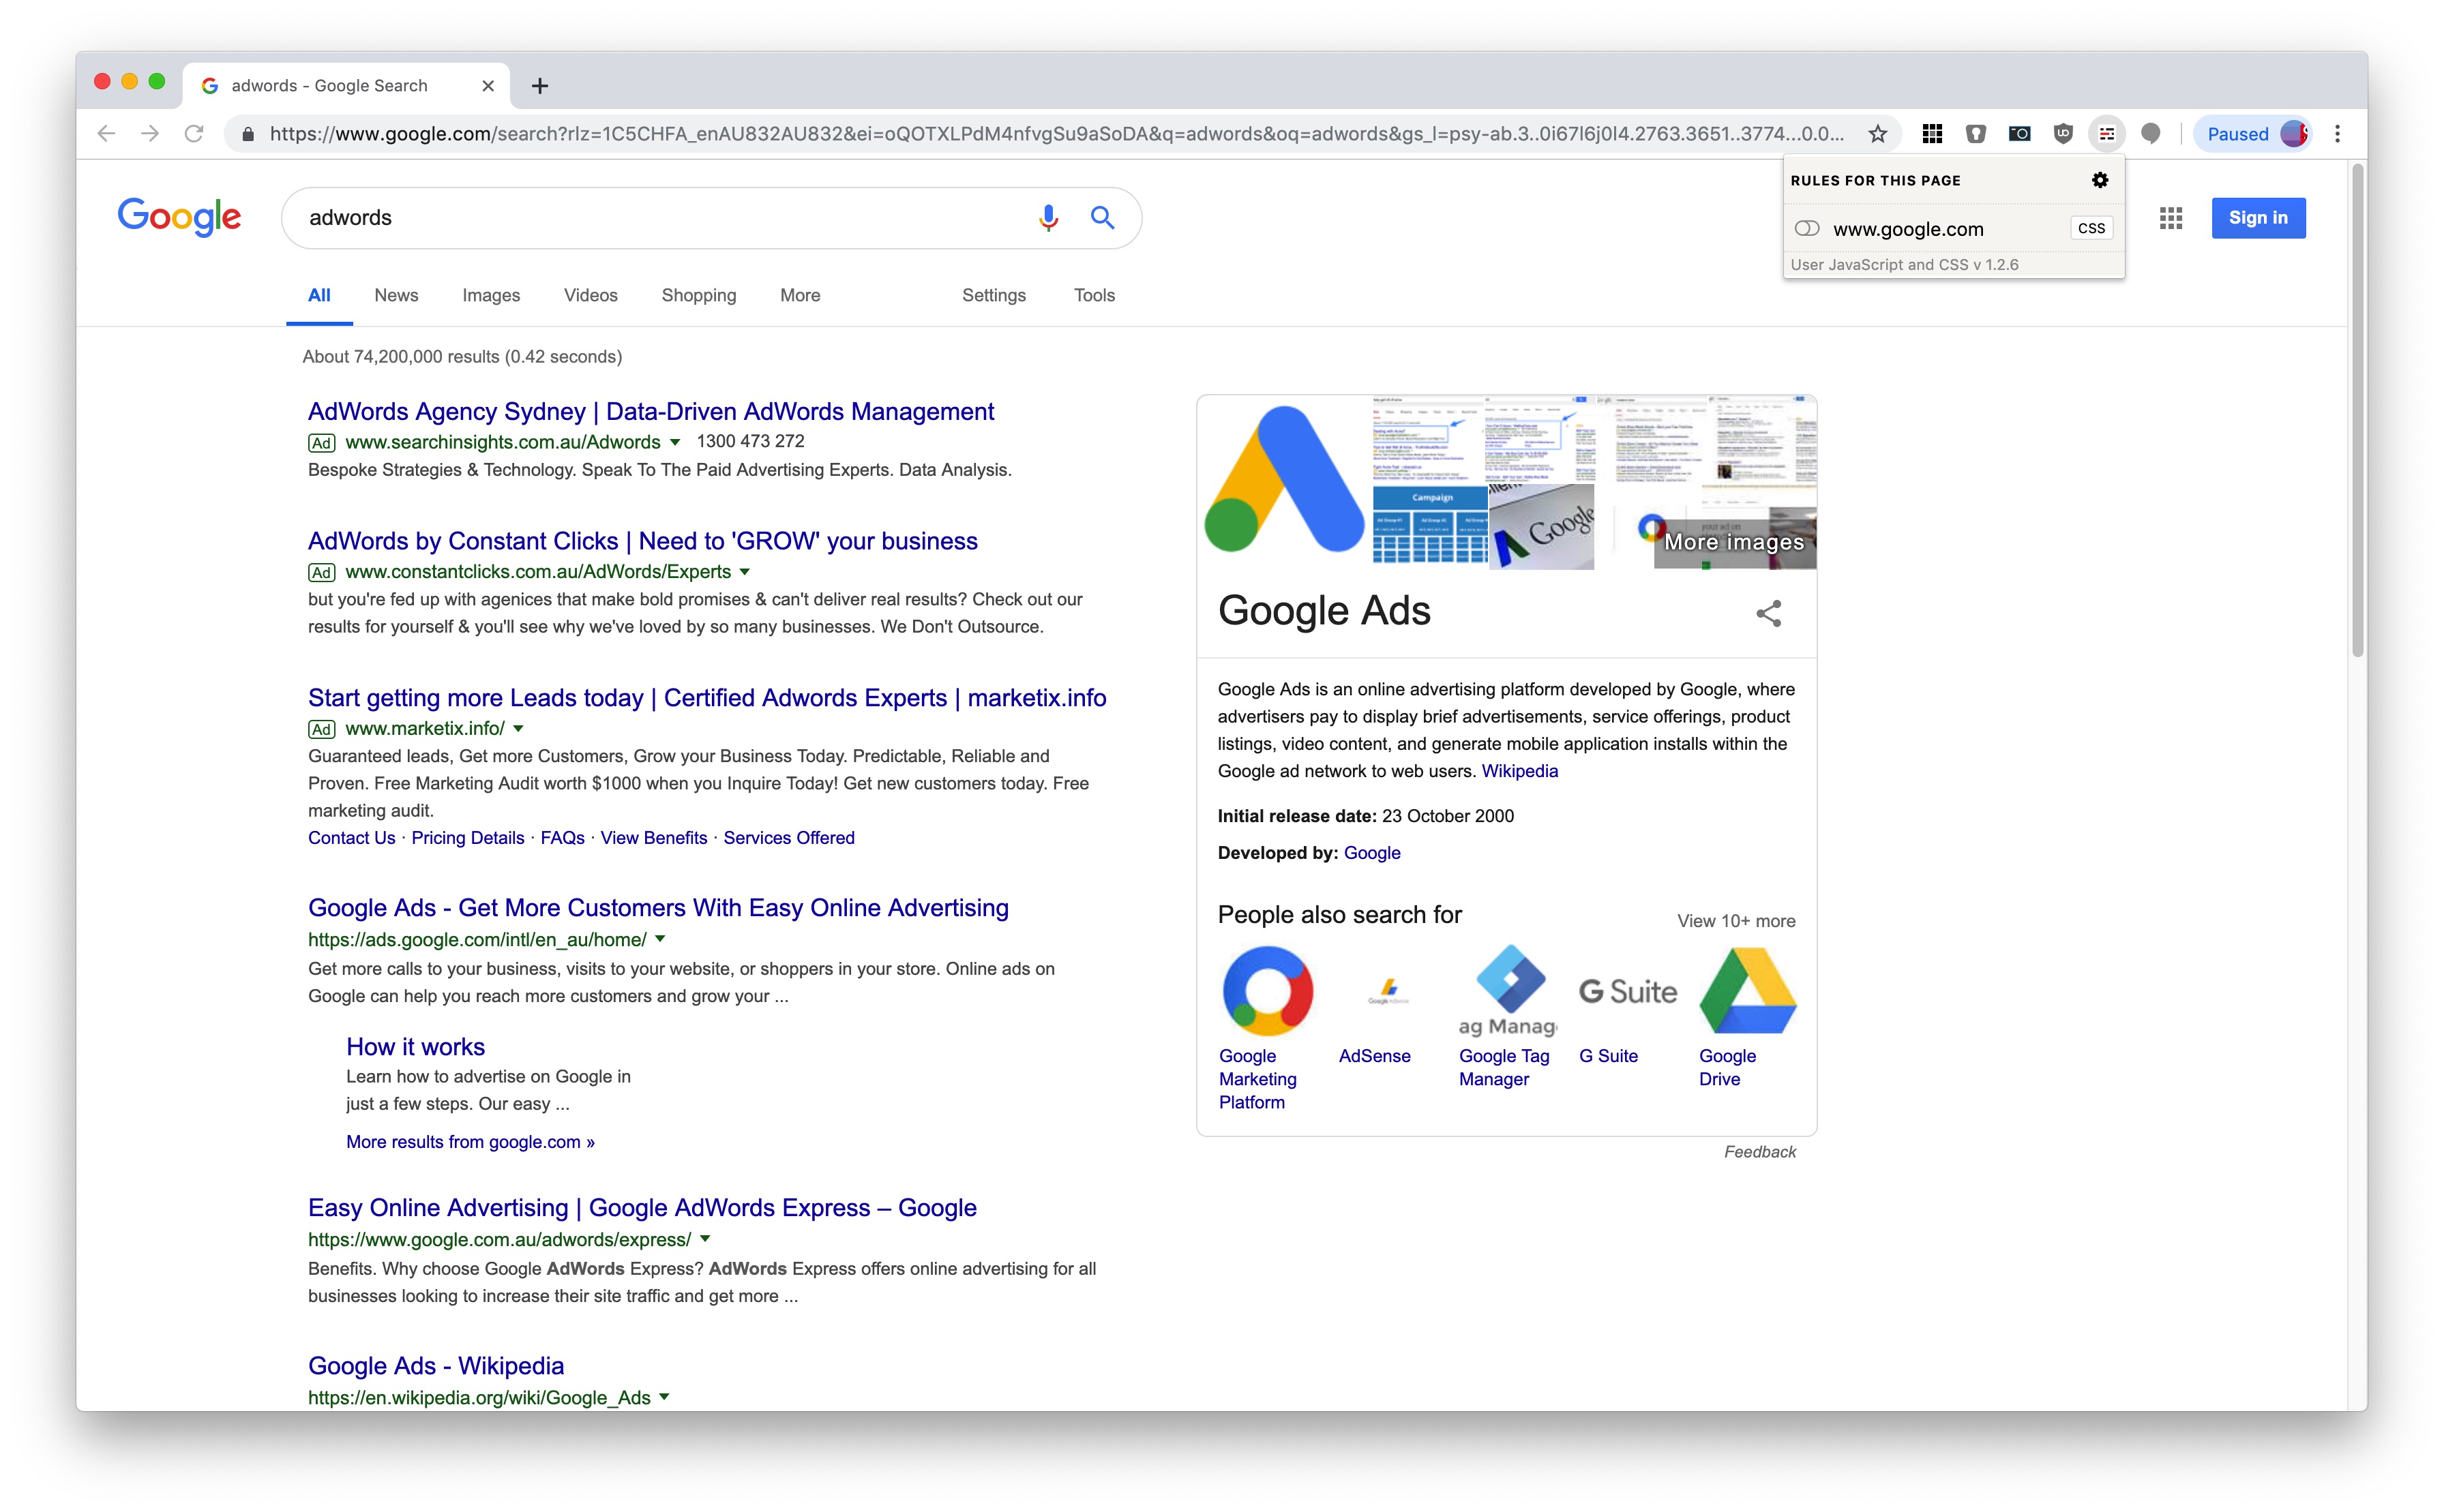 adwords - Google Search
https://www.google.com/search?rlz=1C5CHFA_enAU832AU832&ei=oQOTXLPdM4nfvgSu9aSoDA&q=adwords&oq=adwords&gs_l=psy-ab.3..0i67l6j0l4.2763.3651..3774...0.0...
Paused
RULES FOR THIS PAGE
www.google.com CSS
User JavaScript and CSS v 1.2.6
Google
adwords
Sign in
All News Images Videos Shopping More Settings Tools
About 74,200,000 results (0.42 seconds)
AdWords Agency Sydney | Data-Driven AdWords Management
Ad www.searchinsights.com.au/Adwords 1300 473 272
Bespoke Strategies & Technology. Speak To The Paid Advertising Experts. Data Analysis.
AdWords by Constant Clicks | Need to 'GROW' your business
Ad www.constantclicks.com.au/AdWords/Experts
but you're fed up with agenices that make bold promises & can't deliver real results? Check out our
results for yourself & you'll see why we've loved by so many businesses. We Don't Outsource.
Start getting more Leads today | Certified Adwords Experts | marketix.info
Ad www.marketix.info/
Guaranteed leads, Get more Customers, Grow your Business Today. Predictable, Reliable and
Proven. Free Marketing Audit worth $1000 when you Inquire Today! Get new customers today. Free
marketing audit.
Contact Us · Pricing Details · FAQs · View Benefits · Services Offered
Google Ads - Get More Customers With Easy Online Advertising
https://ads.google.com/intl/en_au/home/
Get more calls to your business, visits to your website, or shoppers in your store. Online ads on
Google can help you reach more customers and grow your ...
How it works
Learn how to advertise on Google in
just a few steps. Our easy ...
More results from google.com »
Easy Online Advertising | Google AdWords Express – Google
https://www.google.com.au/adwords/express/
Benefits. Why choose Google AdWords Express? AdWords Express offers online advertising for all
businesses looking to increase their site traffic and get more ...
Google Ads - Wikipedia
https://en.wikipedia.org/wiki/Google_Ads
Campaign
Google
your ad on
More images
Google Ads
Google Ads is an online advertising platform developed by Google, where
advertisers pay to display brief advertisements, service offerings, product
listings, video content, and generate mobile application installs within the
Google ad network to web users. Wikipedia
Initial release date: 23 October 2000
Developed by: Google
People also search for View 10+ more
ag Manag
G Suite
Google
Marketing
Platform
AdSense
Google Tag
Manager
G Suite
Google
Drive
Feedback